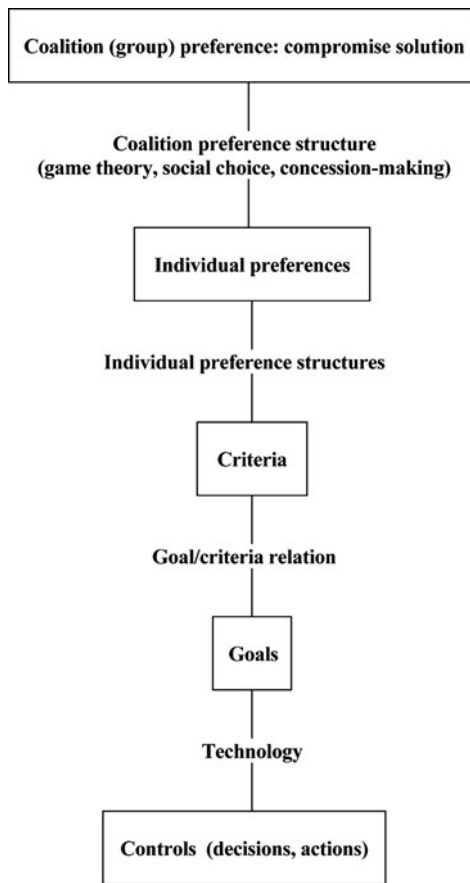 Coalition (group) preference: compromise solution
Coalition preference structure
(game theory, social choice, concession-making)
Individual preferences
Individual preference structures
Criteria
Goal/criteria relation
Goals
Technology
Controls (decisions, actions)